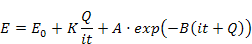 E = E₀ + K Q/it + A · exp(−B(it + Q))